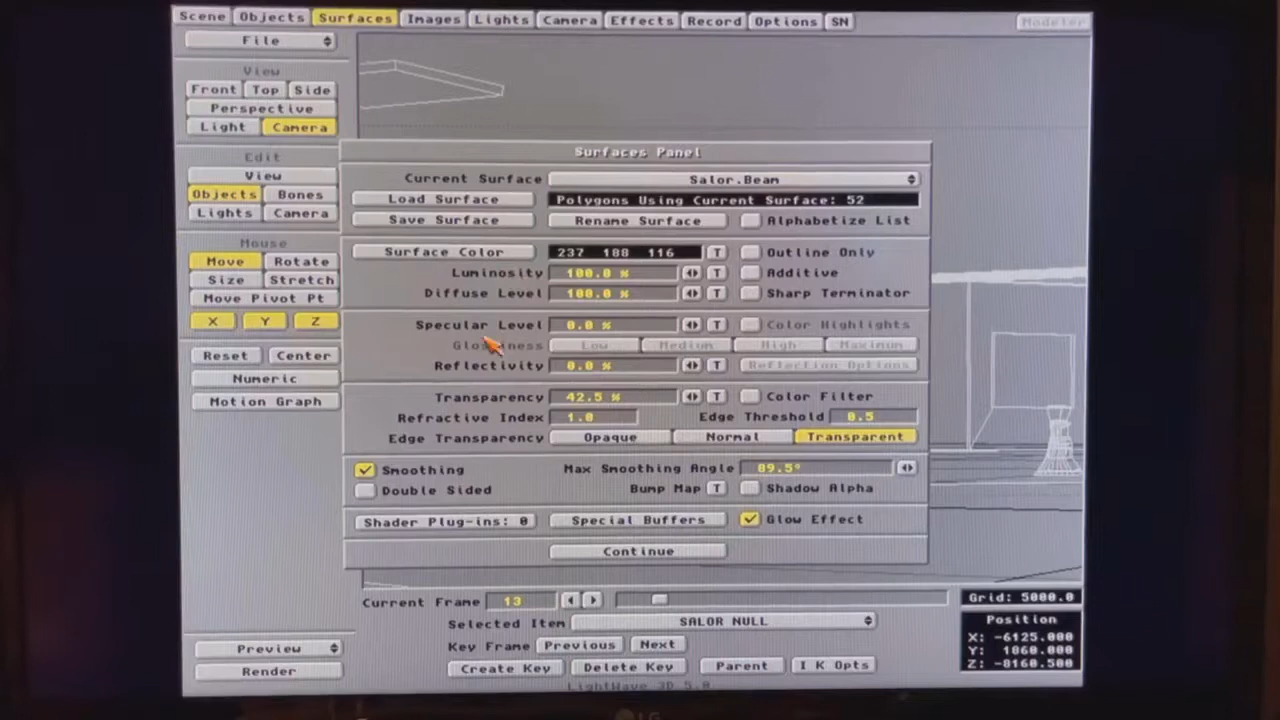 Scene Objects Surfaces Images Lights Camera Effects Record Options SN Modeler
File
View
Front Top Side
Perspective
Light Camera
Edit
View
Objects Bones
Lights Camera
Mouse
Move Rotate
Size Stretch
Move Pivot Pt
X Y Z
Reset Center
Numeric
Motion Graph
Preview
Render
Surfaces Panel
Current Surface Salor.Beam
Load Surface Polygons Using Current Surface: 52
Save Surface Rename Surface Alphabetize List
Surface Color 237 188 116 T Outline Only
Luminosity 100.0 % T Additive
Diffuse Level 100.0 % T Sharp Terminator
Specular Level 0.0 % T Color Highlights
Glossiness Low Medium High Maximum
Reflectivity 0.0 % T Reflection Options
Transparency 42.5 % T Color Filter
Refractive Index 1.0 Edge Threshold 0.5
Edge Transparency Opaque Normal Transparent
Smoothing Max Smoothing Angle 89.5°
Double Sided Bump Map T Shadow Alpha
Shader Plug-ins: 0 Special Buffers Glow Effect
Continue
Current Frame 13
Selected Item SALOR NULL
Key Frame Previous Next
Create Key Delete Key Parent I K Opts
LightWave 3D 5.0
Grid: 5000.0
Position
X: -6125.000
Y: 1860.000
Z: -8160.500
LG